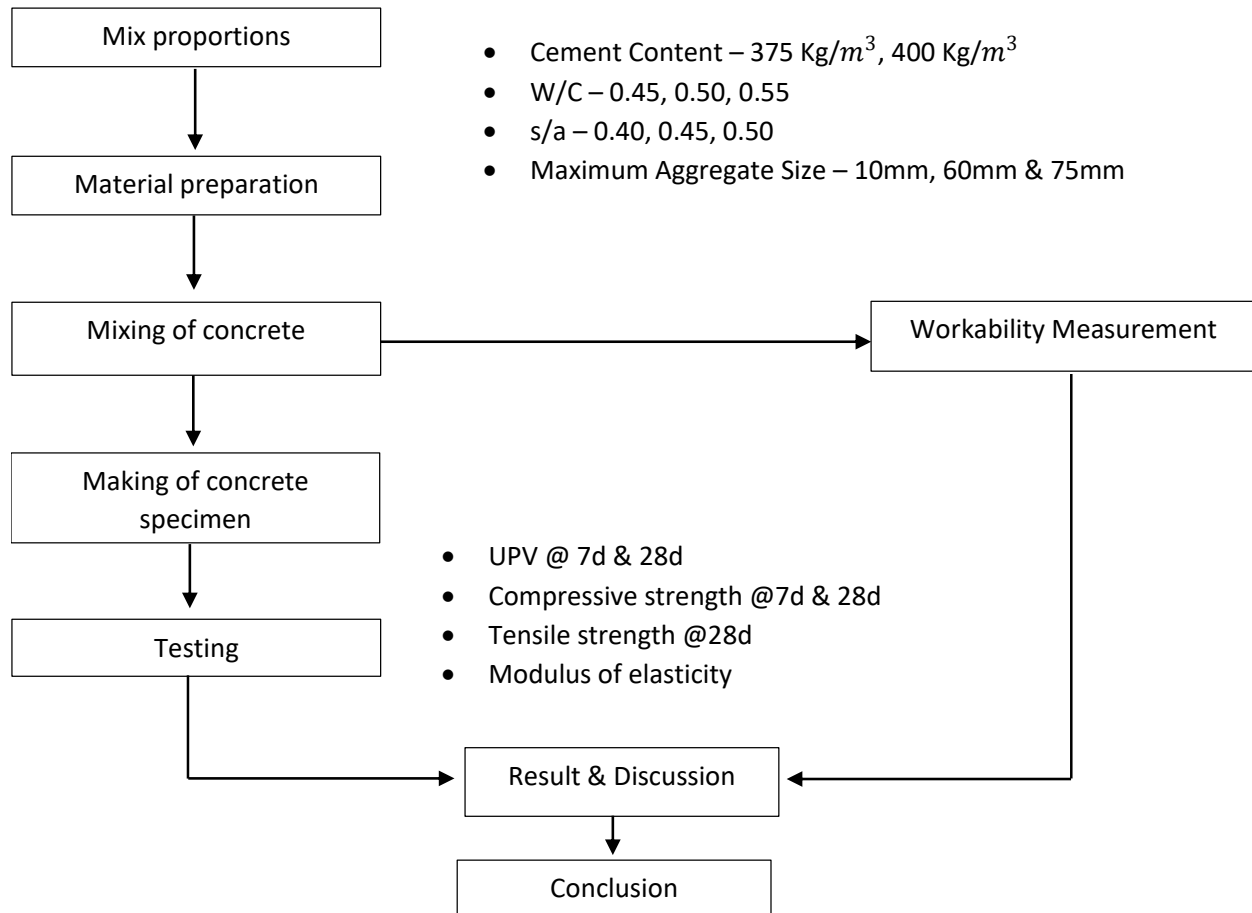 Mix proportions
• Cement Content – 375 Kg/m³, 400 Kg/m³
• W/C – 0.45, 0.50, 0.55
• s/a – 0.40, 0.45, 0.50
• Maximum Aggregate Size – 10mm, 60mm & 75mm
Material preparation
Mixing of concrete
Workability Measurement
Making of concrete
specimen
• UPV @ 7d & 28d
• Compressive strength @7d & 28d
• Tensile strength @28d
• Modulus of elasticity
Testing
Result & Discussion
Conclusion